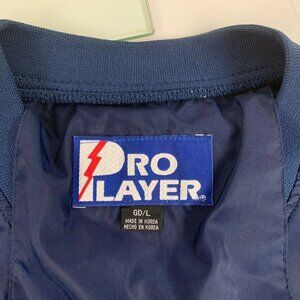 PRO
PLAYER®
GD/L
MADE IN KOREA
HECHO EN KOREA